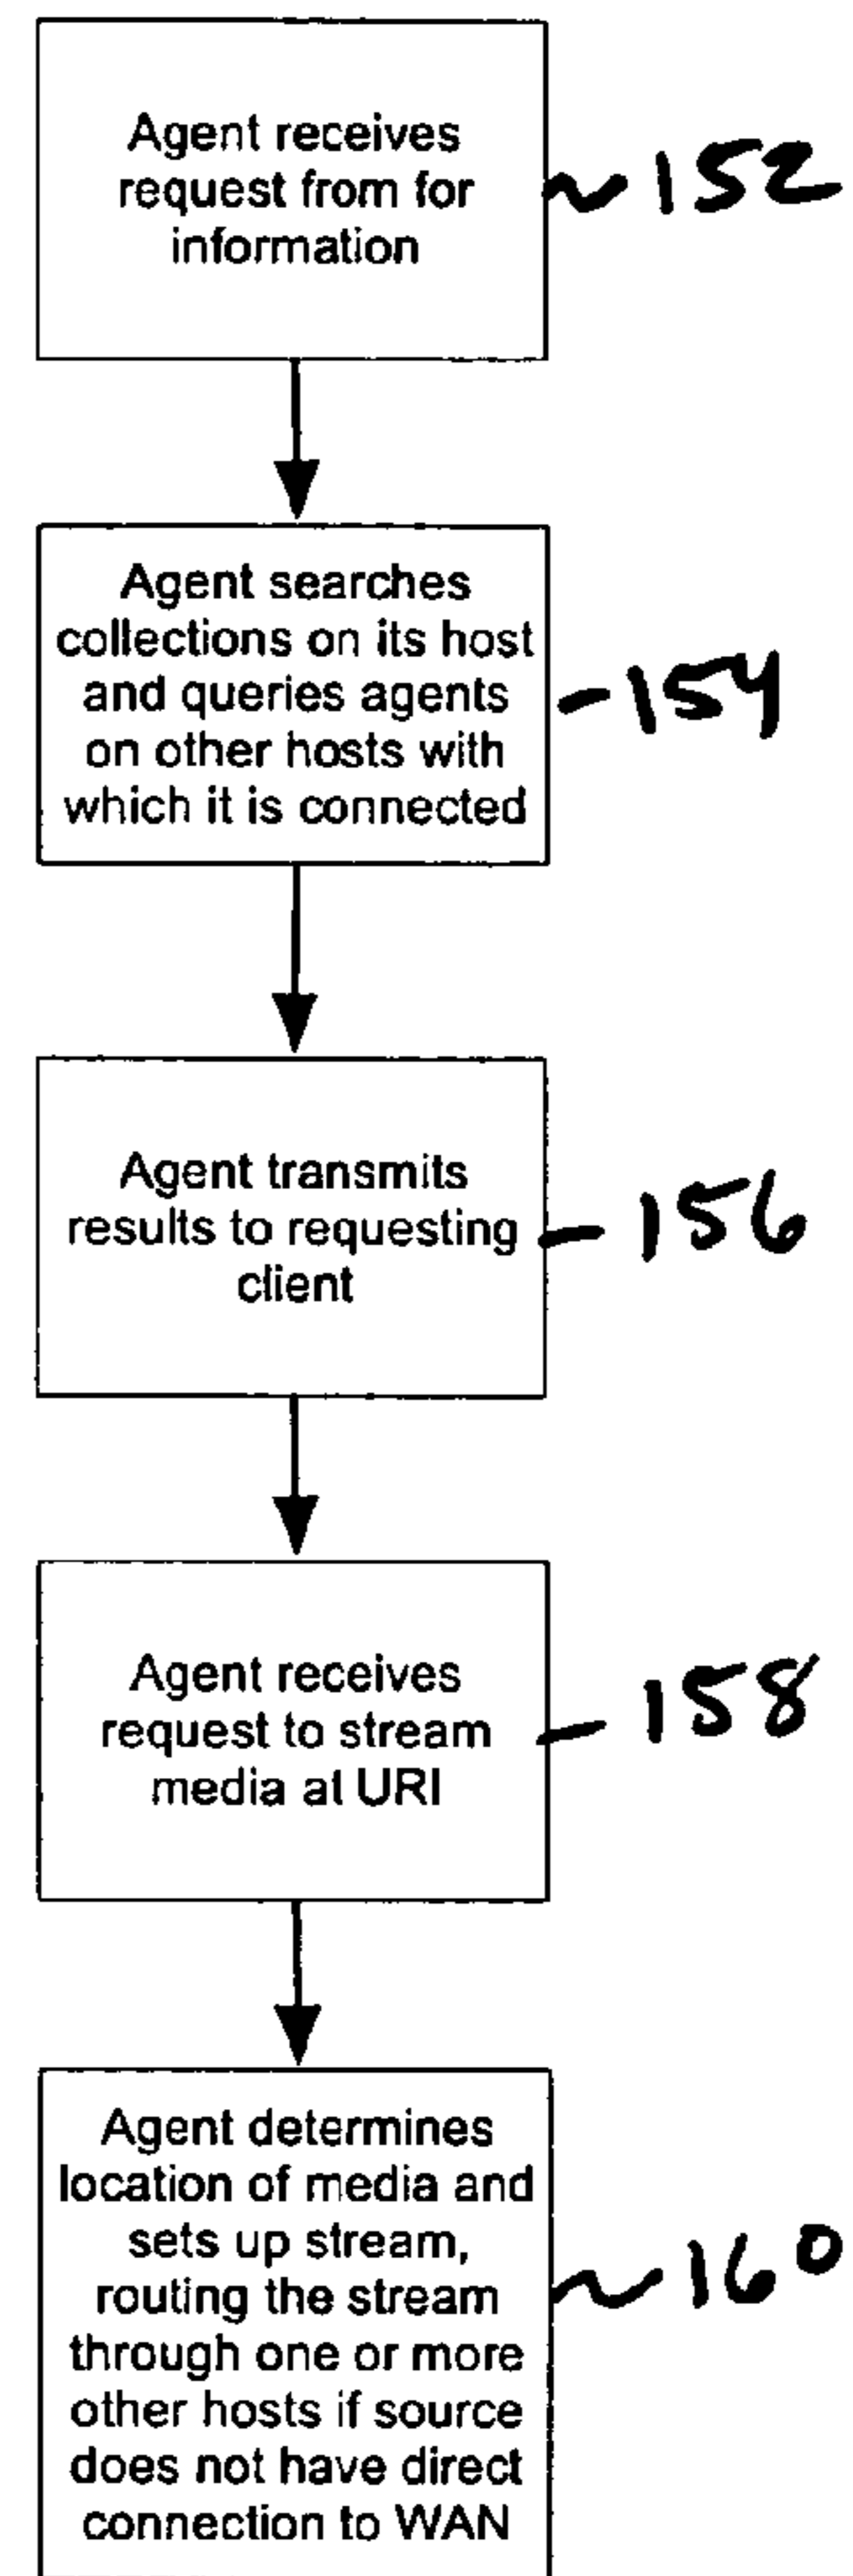 Agent receives
request from for
information
~152
Agent searches
collections on its host
and queries agents
on other hosts with
which it is connected
-154
Agent transmits
results to requesting
client
-156
Agent receives
request to stream
media at URI
-158
Agent determines
location of media and
sets up stream,
routing the stream
through one or more
other hosts if source
does not have direct
connection to WAN
~160